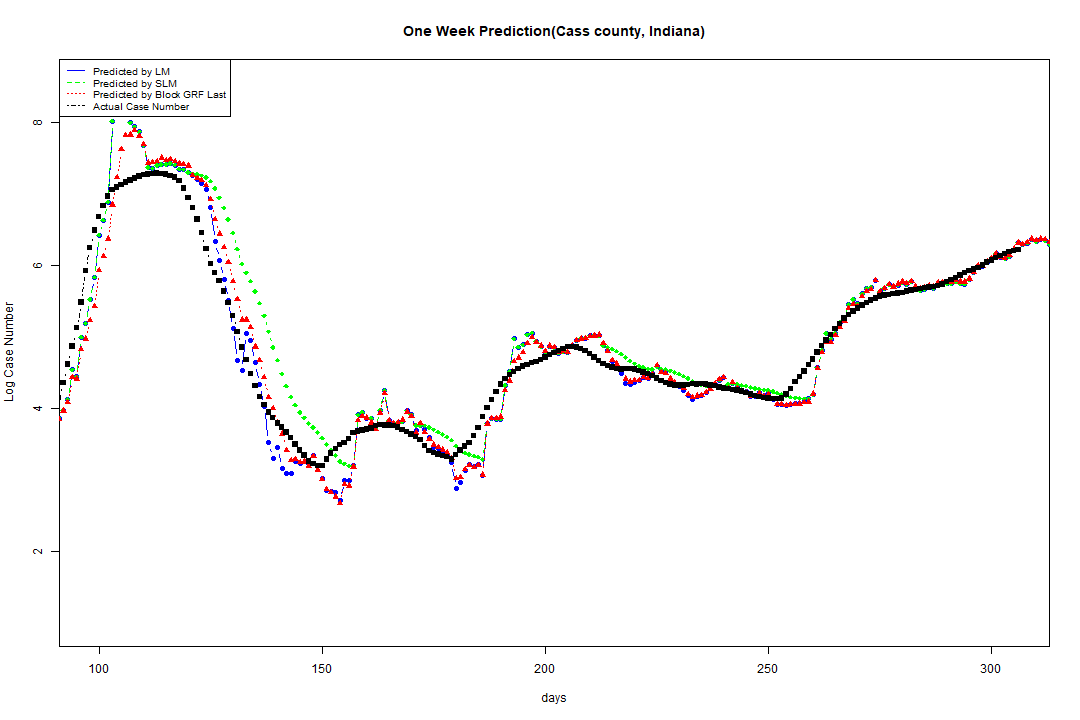 One Week Prediction(Cass county, Indiana)
Predicted by LM
Predicted by SLM
Predicted by Block GRF Last
Actual Case Number
8
6
4
2
Log Case Number
100 150 200 250 300
days